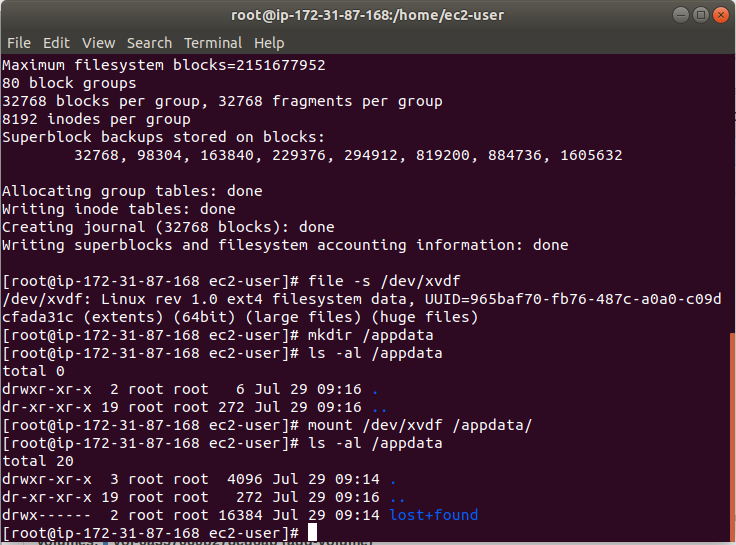 root@ip-172-31-87-168:/home/ec2-user
File Edit View Search Terminal Help
Maximum filesystem blocks=2151677952
80 block groups
32768 blocks per group, 32768 fragments per group
8192 inodes per group
Superblock backups stored on blocks:
        32768, 98304, 163840, 229376, 294912, 819200, 884736, 1605632

Allocating group tables: done
Writing inode tables: done
Creating journal (32768 blocks): done
Writing superblocks and filesystem accounting information: done

[root@ip-172-31-87-168 ec2-user]# file -s /dev/xvdf
/dev/xvdf: Linux rev 1.0 ext4 filesystem data, UUID=965baf70-fb76-487c-a0a0-c09d
cfada31c (extents) (64bit) (large files) (huge files)
[root@ip-172-31-87-168 ec2-user]# mkdir /appdata
[root@ip-172-31-87-168 ec2-user]# ls -al /appdata
total 0
drwxr-xr-x  2 root root   6 Jul 29 09:16 .
dr-xr-xr-x 19 root root 272 Jul 29 09:16 ..
[root@ip-172-31-87-168 ec2-user]# mount /dev/xvdf /appdata/
[root@ip-172-31-87-168 ec2-user]# ls -al /appdata
total 20
drwxr-xr-x  3 root root  4096 Jul 29 09:14 .
dr-xr-xr-x 19 root root   272 Jul 29 09:16 ..
drwx------  2 root root 16384 Jul 29 09:14 lost+found
[root@ip-172-31-87-168 ec2-user]#